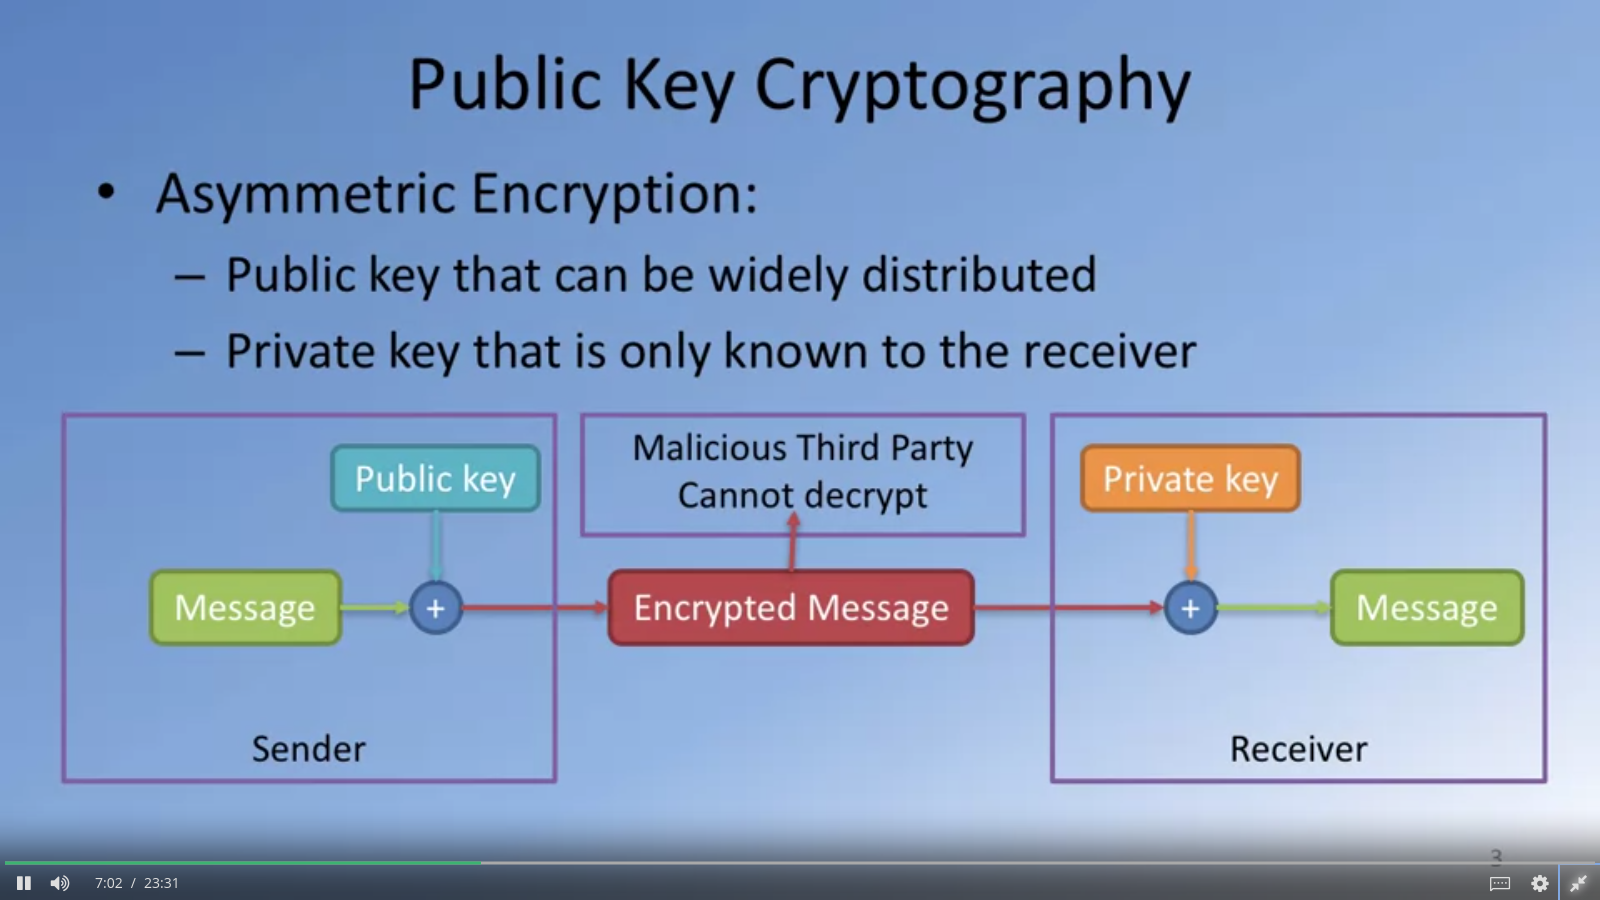 Public Key Cryptography
• Asymmetric Encryption:
– Public key that can be widely distributed
– Private key that is only known to the receiver
Public key
Message
+
Sender
Malicious Third Party
Cannot decrypt
Encrypted Message
Private key
+
Message
Receiver
3
7:02 / 23:31